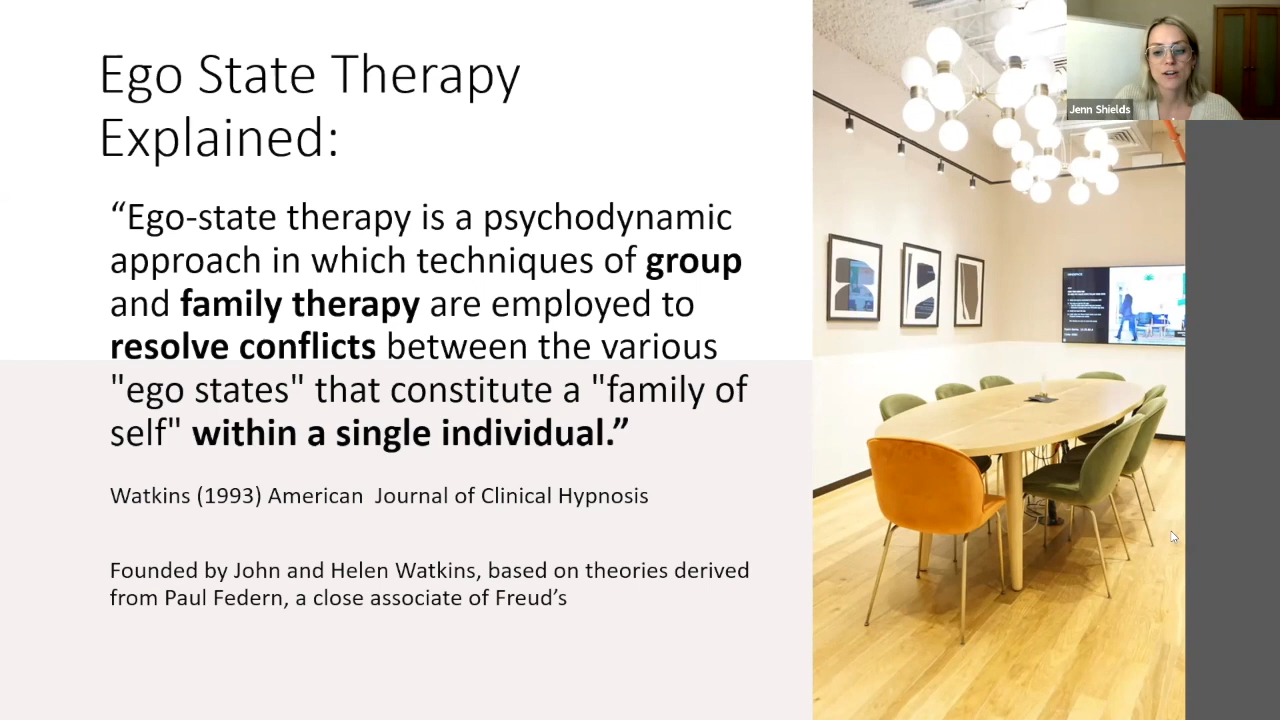 Ego State Therapy
Explained:
“Ego-state therapy is a psychodynamic
approach in which techniques of group
and family therapy are employed to
resolve conflicts between the various
"ego states" that constitute a "family of
self" within a single individual.”
Watkins (1993) American  Journal of Clinical Hypnosis
Founded by John and Helen Watkins, based on theories derived
from Paul Federn, a close associate of Freud’s
Jenn Shields